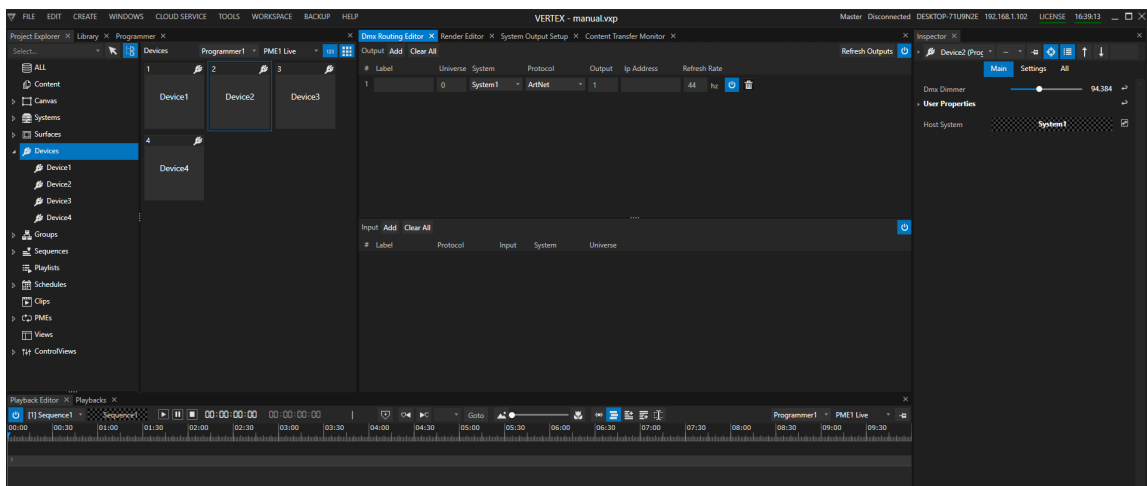 FILE EDIT CREATE WINDOWS CLOUD SERVICE TOOLS WORKSPACE BACKUP HELP VERTEX - manual.vxp Master Disconnected DESKTOP-71U9N2E 192.168.1.102 LICENSE 16:39:13
Project Explorer Library Programmer Dmx Routing Editor Render Editor System Output Setup Content Transfer Monitor Inspector
Select... Devices Programmer1 PME1 Live 123 Output Add Clear All Refresh Outputs Device2 (Prog
ALL 1 2 3 # Label Universe System Protocol Output Ip Address Refresh Rate Main Settings All
Content 1 0 System1 ArtNet 1 44 hz
Canvas Device1 Device2 Device3 Dmx Dimmer 94.384
Systems User Properties
Surfaces Host System System1
Devices 4
Device1 Device4
Device2
Device3
Device4
Groups Input Add Clear All
Sequences # Label Protocol Input System Universe
Playlists
Schedules
Clips
PMEs
Views
ControlViews
Playback Editor Playbacks
[1] Sequence1 Sequence1 00:00:00:00 00:00:00:00 Goto Programmer1 PME1 Live
00:00 00:30 01:00 01:30 02:00 02:30 03:00 03:30 04:00 04:30 05:00 05:30 06:00 06:30 07:00 07:30 08:00 08:30 09:00 09:30